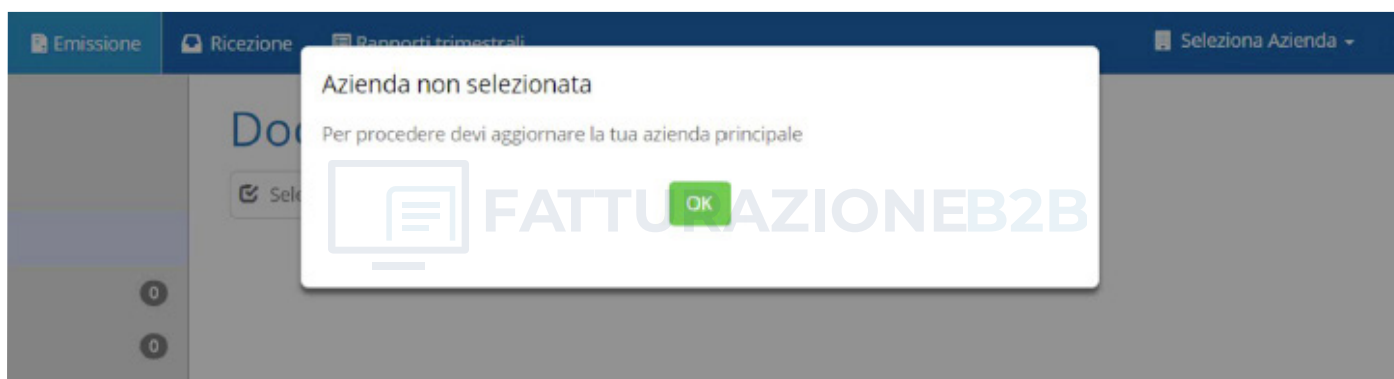 Emissione Ricezione Rapporti trimestrali Seleziona Azienda
Azienda non selezionata
Per procedere devi aggiornare la tua azienda principale
OK
FATTURAZIONEB2B
0
0